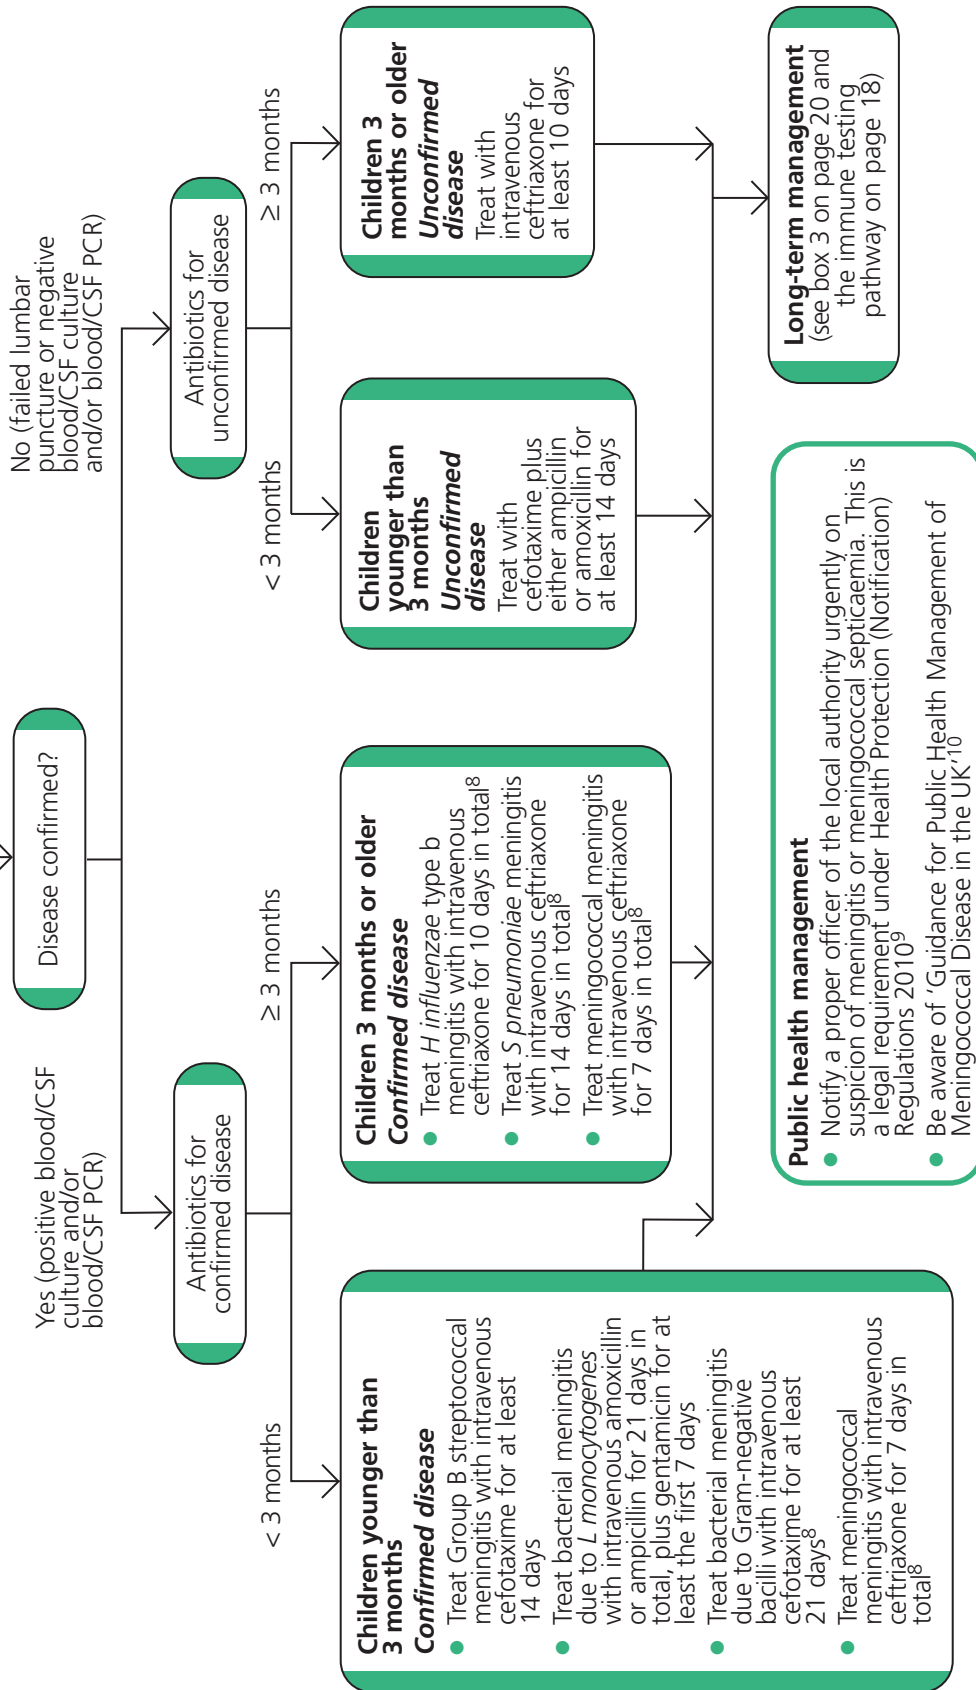 Disease confirmed?
Yes (positive blood/CSF
culture and/or
blood/CSF PCR)
No (failed lumbar
puncture or negative
blood/CSF culture
and/or blood/CSF PCR)
Antibiotics for
confirmed disease
Antibiotics for
unconfirmed disease
< 3 months
≥ 3 months
< 3 months
≥ 3 months
Children younger than
3 months
Confirmed disease
● Treat Group B streptococcal
meningitis with intravenous
cefotaxime for at least
14 days
● Treat bacterial meningitis
due to L monocytogenes
with intravenous amoxicillin
or ampicillin for 21 days in
total, plus gentamicin for at
least the first 7 days
● Treat bacterial meningitis
due to Gram-negative
bacilli with intravenous
cefotaxime for at least
21 days8
● Treat meningococcal
meningitis with intravenous
ceftriaxone for 7 days in
total8
Children 3 months or older
Confirmed disease
● Treat H influenzae type b
meningitis with intravenous
ceftriaxone for 10 days in total8
● Treat S pneumoniae meningitis
with intravenous ceftriaxone
for 14 days in total8
● Treat meningococcal meningitis
with intravenous ceftriaxone
for 7 days in total8
Children
younger than
3 months
Unconfirmed
disease
Treat with
cefotaxime plus
either ampicillin
or amoxicillin for
at least 14 days
Children 3
months or older
Unconfirmed
disease
Treat with
intravenous
ceftriaxone for
at least 10 days
Public health management
● Notify a proper officer of the local authority urgently on
suspicion of meningitis or meningococcal septicaemia. This is
a legal requirement under Health Protection (Notification)
Regulations 20109
● Be aware of ‘Guidance for Public Health Management of
Meningococcal Disease in the UK’10
Long-term management
(see box 3 on page 20 and
the immune testing
pathway on page 18)